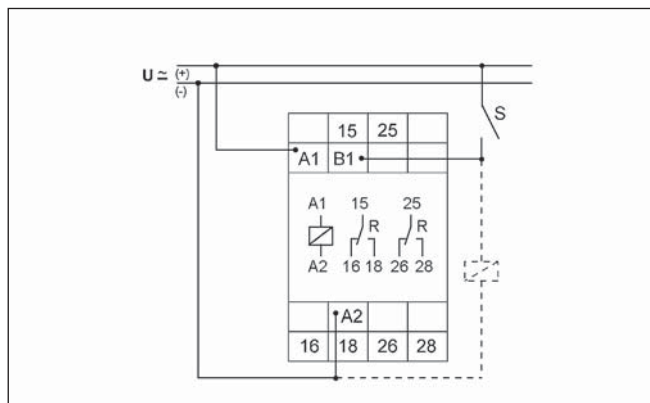 U ≃ (+)
(-)
S
15 25
A1 B1
A1 15 25
R R
A2 16 18 26 28
A2
16 18 26 28